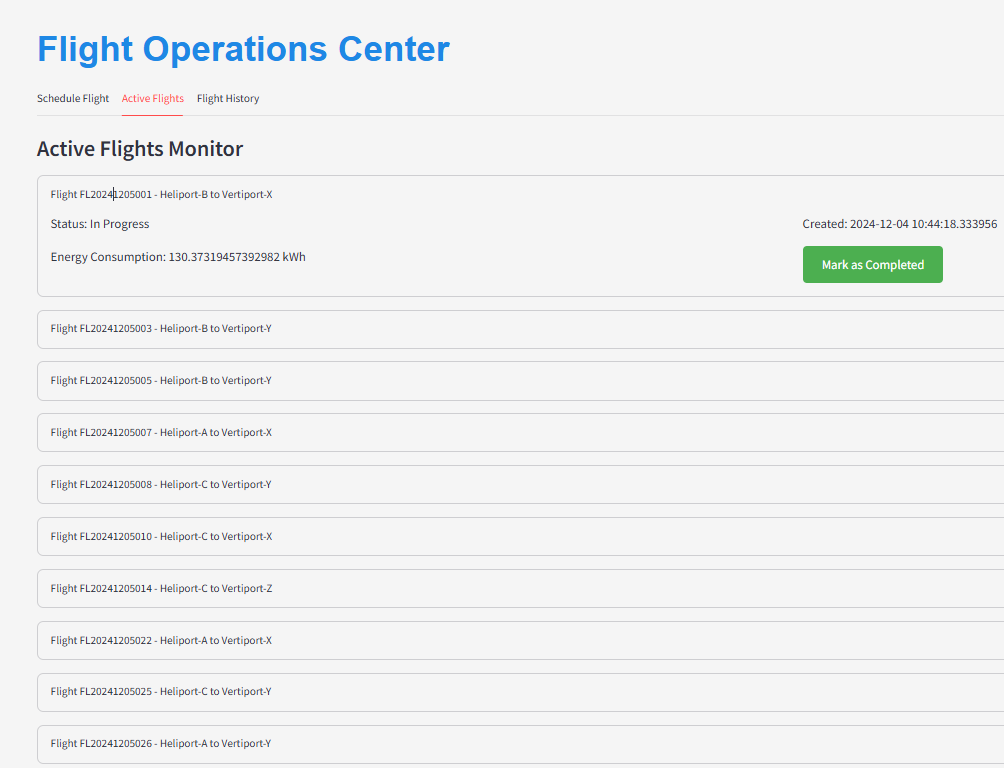 Flight Operations Center
Schedule Flight Active Flights Flight History
Active Flights Monitor
Flight FL20241205001 - Heliport-B to Vertiport-X
Status: In Progress Created: 2024-12-04 10:44:18.333956
Energy Consumption: 130.37319457392982 kWh Mark as Completed
Flight FL20241205003 - Heliport-B to Vertiport-Y
Flight FL20241205005 - Heliport-B to Vertiport-Y
Flight FL20241205007 - Heliport-A to Vertiport-X
Flight FL20241205008 - Heliport-C to Vertiport-Y
Flight FL20241205010 - Heliport-C to Vertiport-X
Flight FL20241205014 - Heliport-C to Vertiport-Z
Flight FL20241205022 - Heliport-A to Vertiport-X
Flight FL20241205025 - Heliport-C to Vertiport-Y
Flight FL20241205026 - Heliport-A to Vertiport-Y